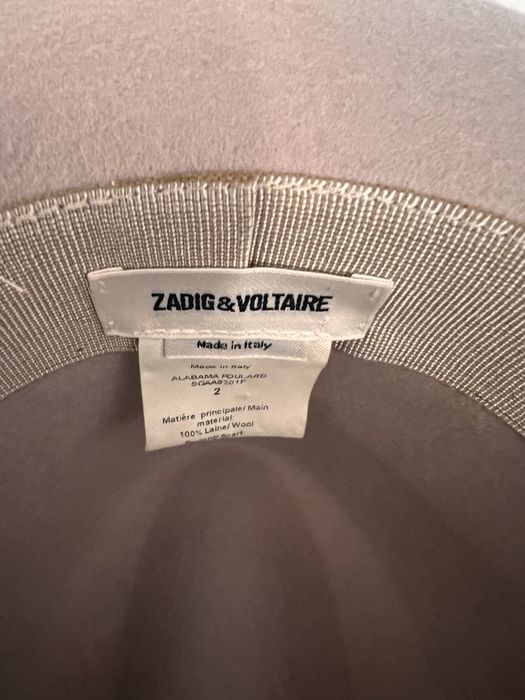 ZADIG & VOLTAIRE
Made in Italy
Made in Italy
ALABAMA FOULARD
2
Matière principale/ Main
material:
100% Laine/ Wool